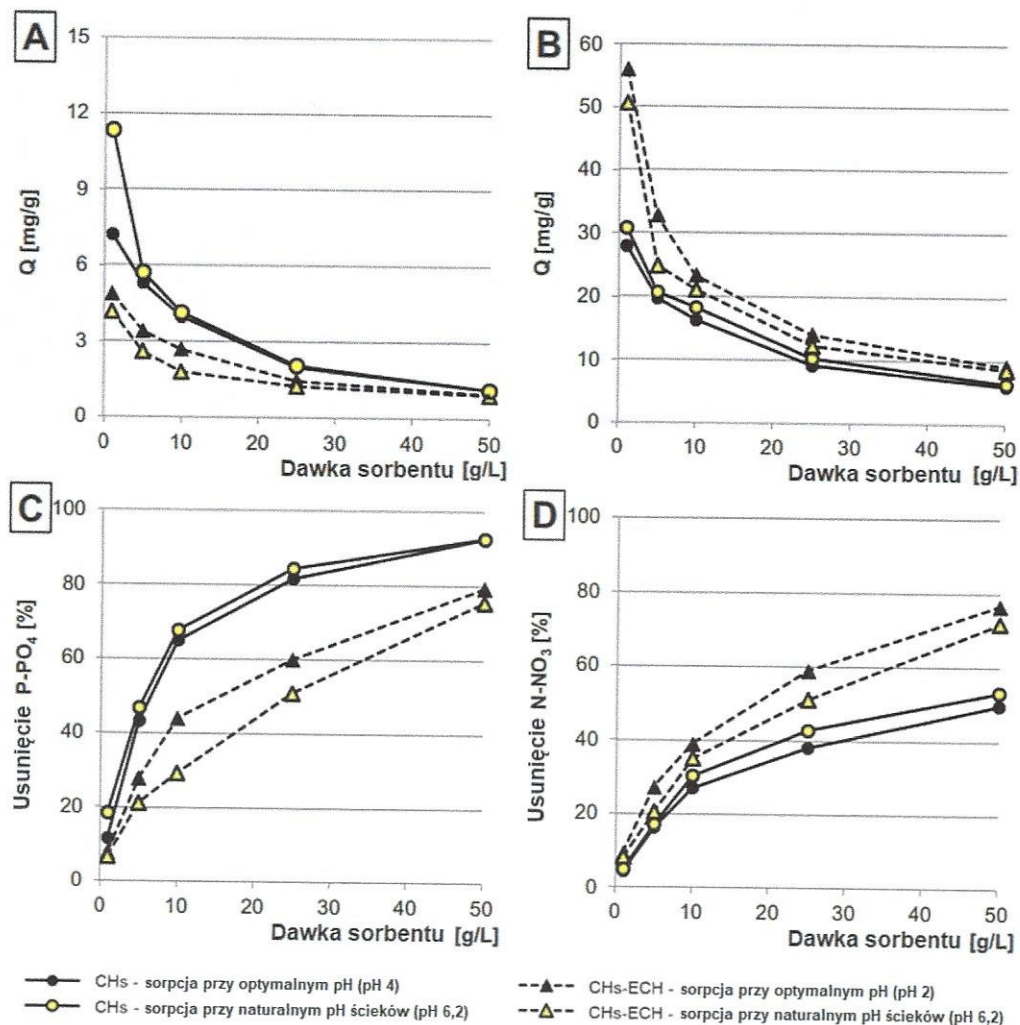 A
15
12
9
6
3
0
Q [mg/g]
0 10 20 30 40 50
Dawka sorbentu [g/L]
B
60
50
40
30
20
10
0
Q [mg/g]
0 10 20 30 40 50
Dawka sorbentu [g/L]
C
100
80
60
40
20
0
Usunięcie P-PO₄ [%]
0 10 20 30 40 50
Dawka sorbentu [g/L]
D
100
80
60
40
20
0
Usunięcie N-NO₃ [%]
0 10 20 30 40 50
Dawka sorbentu [g/L]
CHs - sorpcja przy optymalnym pH (pH 4)
CHs - sorpcja przy naturalnym pH ścieków (pH 6,2)
CHs-ECH - sorpcja przy optymalnym pH (pH 2)
CHs-ECH - sorpcja przy naturalnym pH ścieków (pH 6,2)